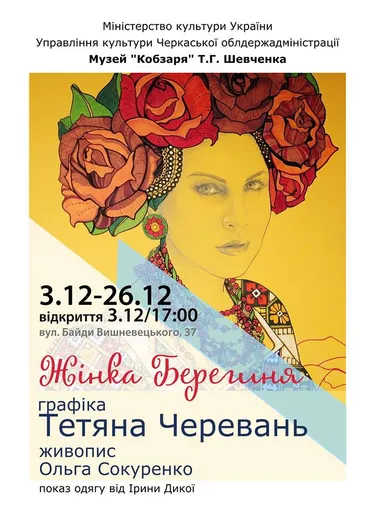 Міністерство культури України
Управління культури Черкаської облдержадміністрації
Музей "Кобзаря" Т.Г. Шевченка
3.12-26.12
відкриття 3.12/17:00
вул. Байди Вишневецького, 37
Жінка Берегиня
графіка
Тетяна Черевань
живопис
Ольга Сокуренко
показ одягу від Ірини Дикої